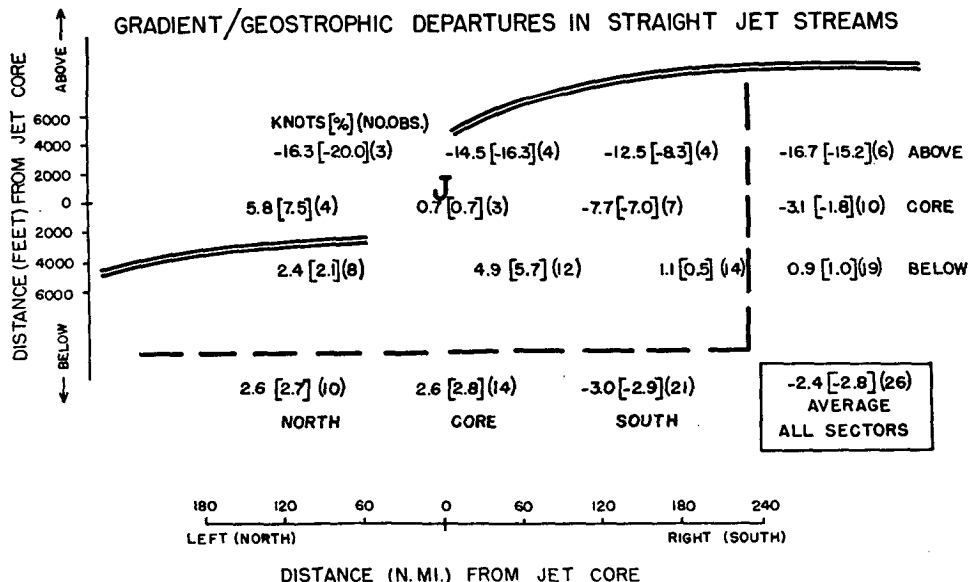 GRADIENT/GEOSTROPHIC DEPARTURES IN STRAIGHT JET STREAMS
ABOVE
DISTANCE (FEET) FROM JET CORE
BELOW
6000
KNOTS[%](NO.OBS.)
4000
-16.3[-20.0](3) -14.5[-16.3](4) -12.5[-8.3](4) -16.7[-15.2](6) ABOVE
2000
J
0
5.8[7.5](4) 0.7[0.7](3) -7.7[-7.0](7) -3.1[-1.8](10) CORE
2000
4000
2.4[2.1](8) 4.9[5.7](12) 1.1[0.5](14) 0.9[1.0](19) BELOW
6000
2.6[2.7](10) 2.6[2.8](14) -3.0[-2.9](21) -2.4[-2.8](26)
NORTH CORE SOUTH AVERAGE
ALL SECTORS
180 120 60 0 60 120 180 240
LEFT (NORTH) RIGHT (SOUTH)
DISTANCE (N.MI.) FROM JET CORE